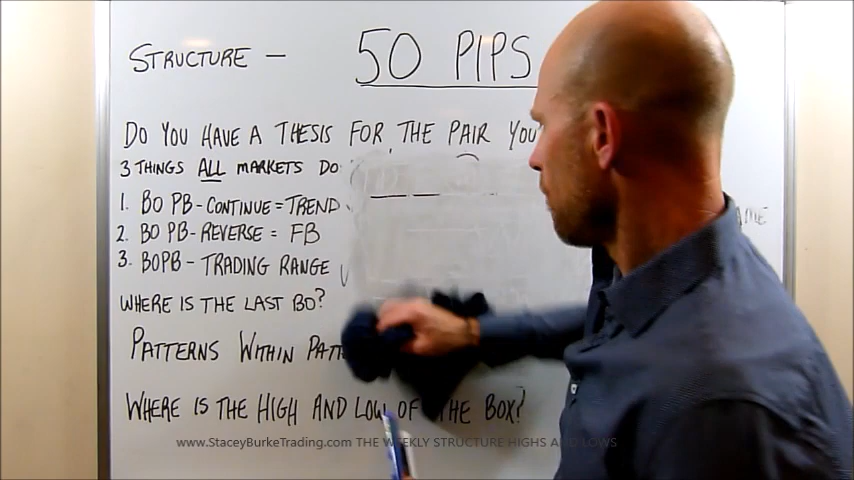 STRUCTURE - 50 PIPS
DO YOU HAVE A THESIS FOR THE PAIR YOU
3 THINGS ALL MARKETS DO
1. BO PB-CONTINUE=TREND
2. BO PB-REVERSE = FB
3. BOPB - TRADING RANGE
WHERE IS THE LAST BO?
PATTERNS WITHIN PATT
WHERE IS THE HIGH AND LOW OF THE BOX?
www.StaceyBurkeTrading.com THE WEEKLY STRUCTURE HIGHS AND LOWS